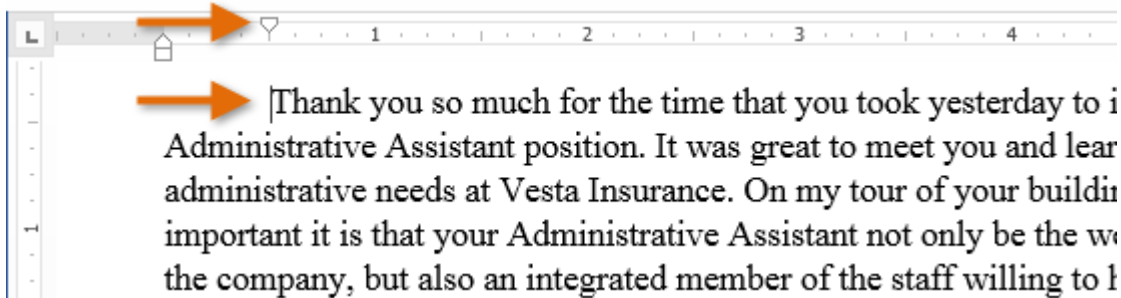 L 1 2 3 4
Thank you so much for the time that you took yesterday to
Administrative Assistant position. It was great to meet you and
administrative needs at Vesta Insurance. On my tour of your
1
important it is that your Administrative Assistant not only be the
the company, but also an integrated member of the staff willing to